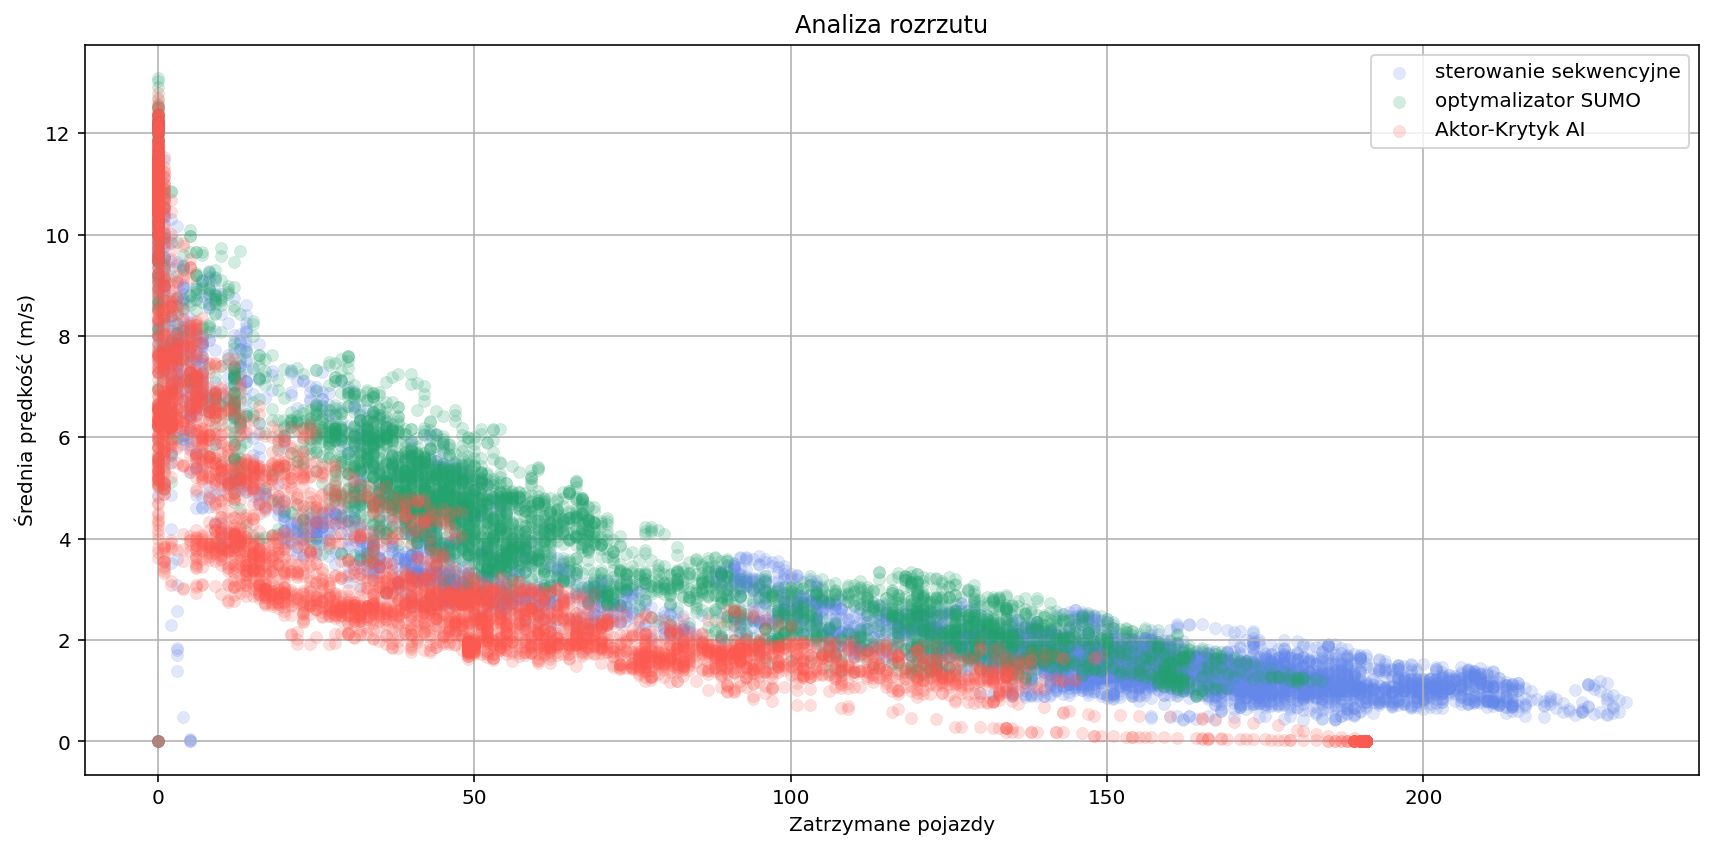 Analiza rozrzutu
sterowanie sekwencyjne
optymalizator SUMO
Aktor-Krytyk AI
Średnia prędkość (m/s)
12
10
8
6
4
2
0
0
50
100
150
200
Zatrzymane pojazdy